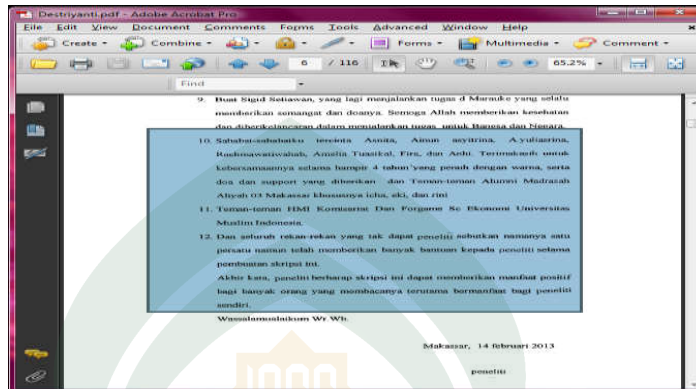 Destriyanti.pdf - Adobe Acrobat Pro
File Edit View Document Comments Forms Tools Advanced Window Help
Create Combine Forms Multimedia Comment
6 / 116 65.2%
Find
9. Buat Sigid Setiawan, yang lagi menjalankan tugas d Marauke yang selalu
memberikan semangat dan doanya. Semoga Allah memberikan kesehatan
dan diberikelancaran dalam menjalankan tugas untuk Bangsa dan Negara.
10. Sahabat-sahabatku tercinta Asnita, Ainun asyitrina, A.yuliastina,
Rachmawatiwahab, Amelia Tuasikal, Fira, dan Ardi. Terimakasih untuk
kebersamaannya selama hampir 4 tahun yang penuh dengan warna, serta
doa dan support yang diberikan dan Teman-teman Alumni Madrasah
Aliyah 03 Makassar khususnya icha, eki, dan rini
11. Teman-teman HMI Komisariat Dan Forgame Sc Ekonomi Universitas
Muslim Indonesia.
12. Dan seluruh rekan-rekan yang tak dapat peneliti sebutkan namanya satu
persatu namun telah memberikan banyak bantuan kepada peneliti selama
pembuatan skripsi ini.
Akhir kata, peneliti berharap skripsi ini dapat memberikan manfaat positif
bagi banyak orang yang membacanya terutama bermanfaat bagi peneliti
sendiri.
Wassalamualaikum Wr.Wb.
Makassar, 14 februari 2013
peneliti